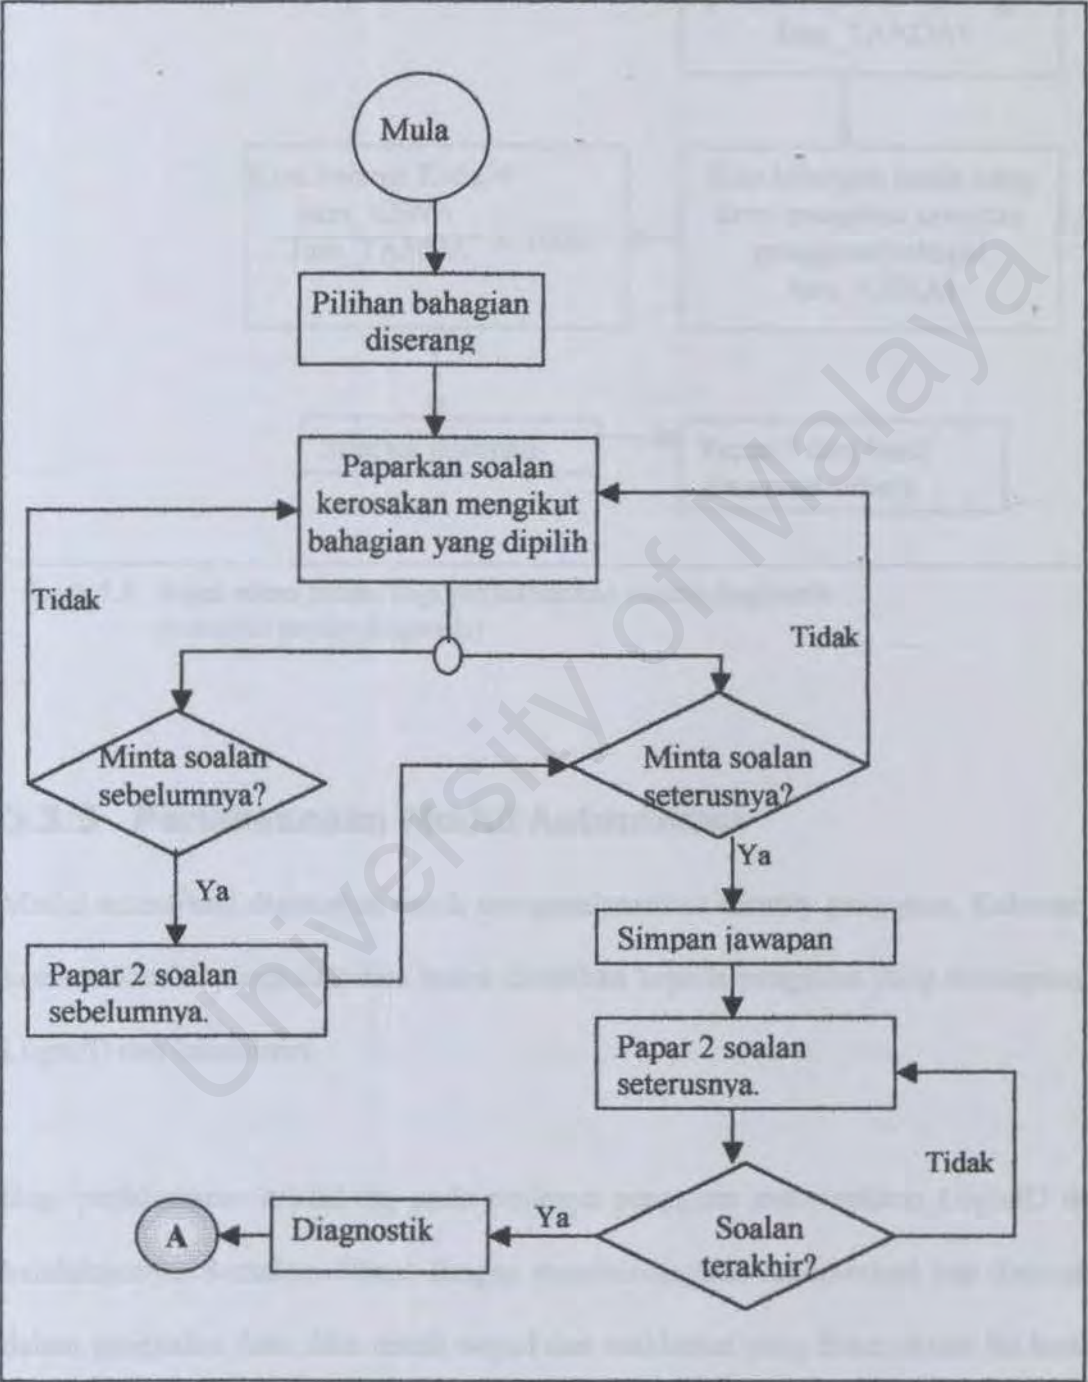 Mula
Pilihan bahagian
diserang
Paparkan soalan
kerosakan mengikut
bahagian yang dipilih
Tidak
Tidak
Minta soalan
sebelumnya?
Minta soalan
seterusnya?
Ya
Ya
Papar 2 soalan
sebelumnya.
Simpan jawapan
Papar 2 soalan
seterusnya.
Tidak
Soalan
terakhir?
Ya
Diagnostik
A
University of Malaya